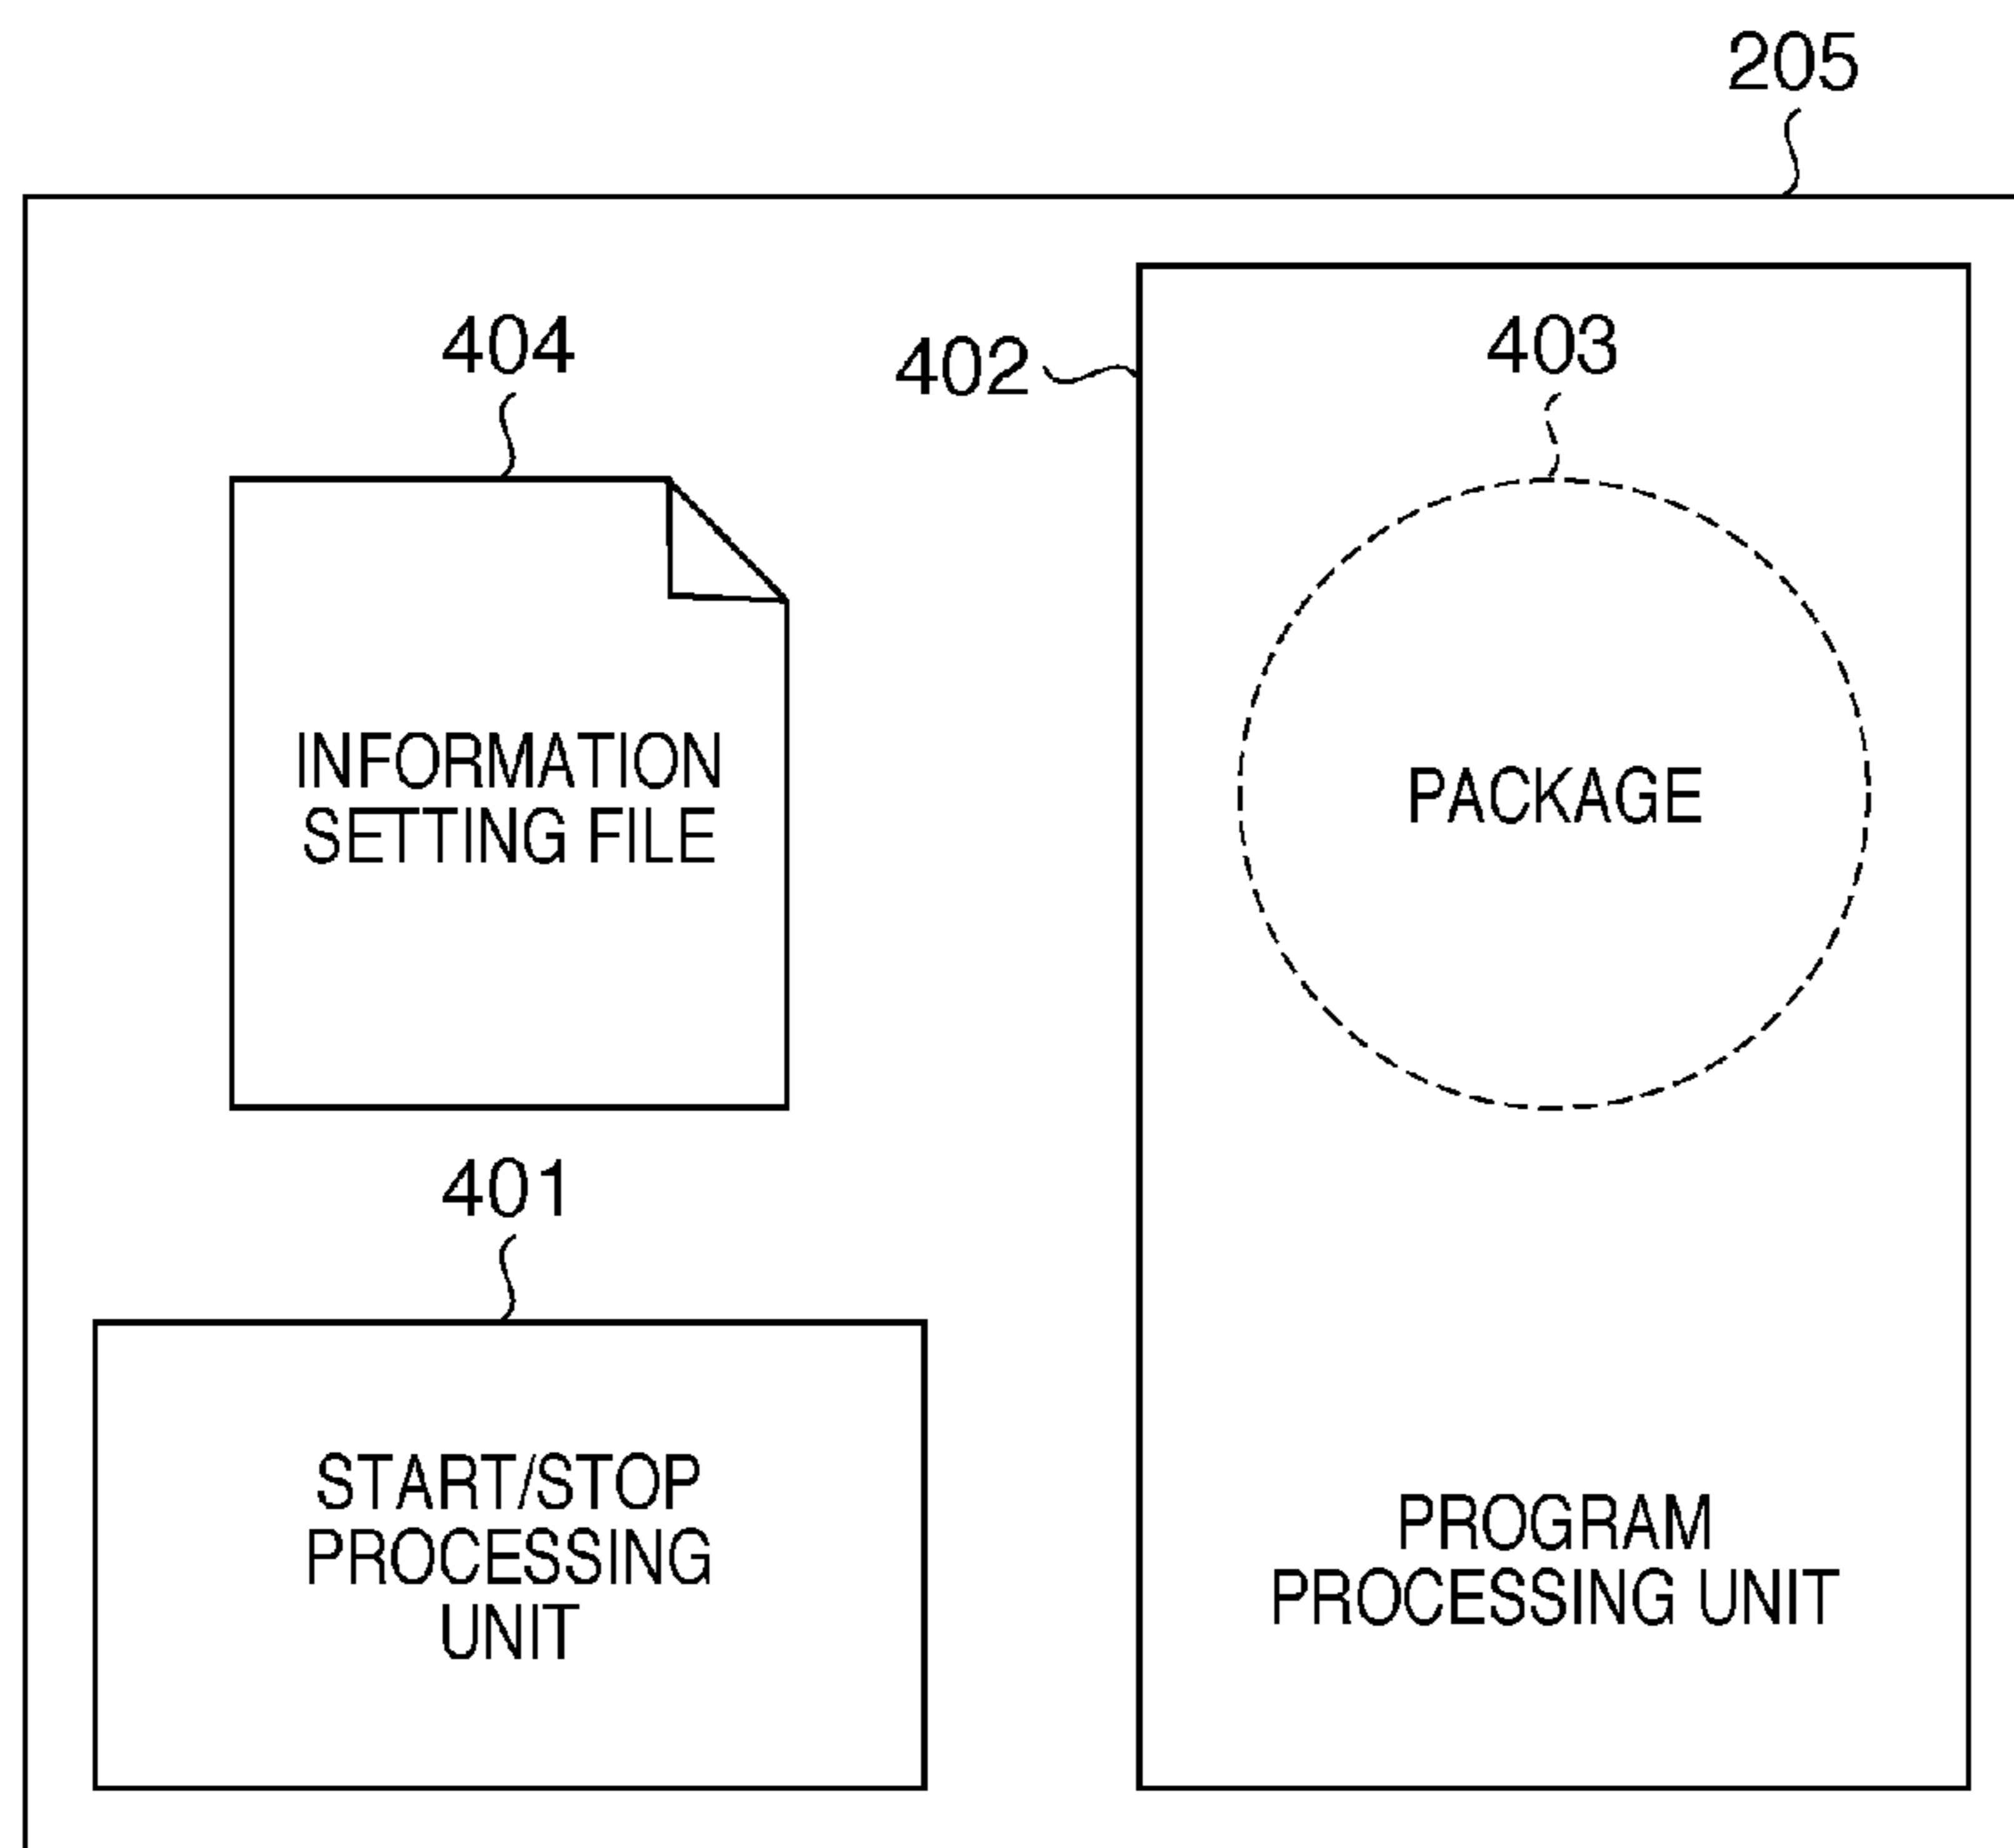 205
404
402
403
INFORMATION
SETTING FILE
PACKAGE
401
START/STOP
PROCESSING
UNIT
PROGRAM
PROCESSING UNIT